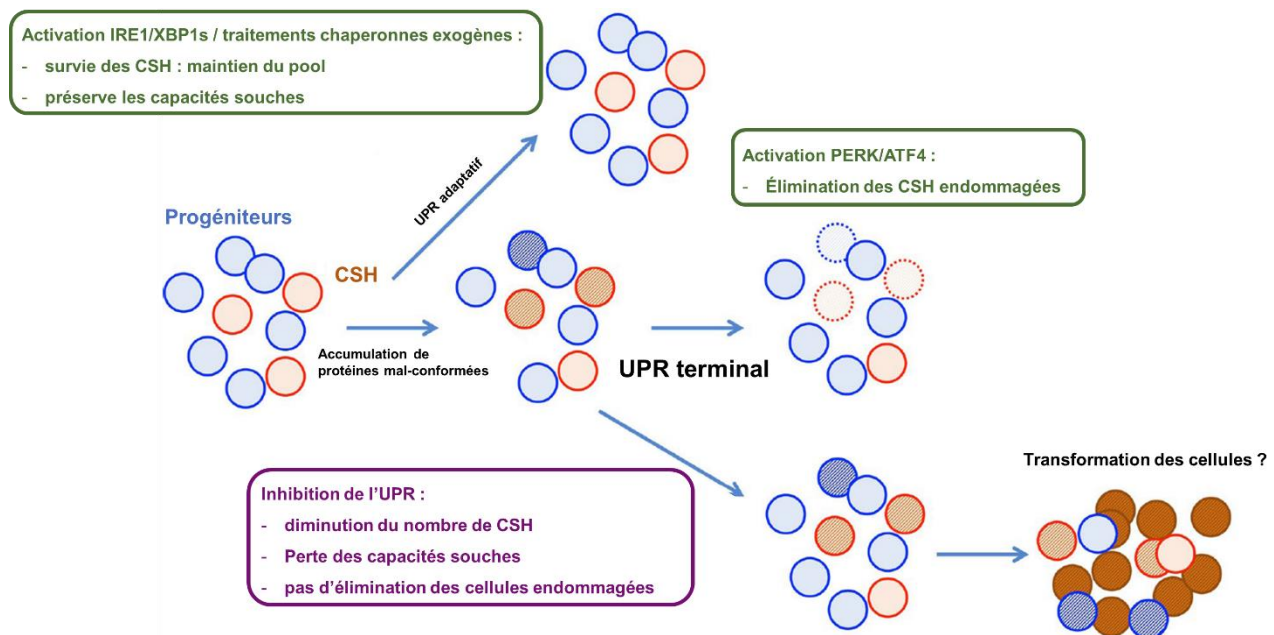 Activation IRE1/XBP1s / traitements chaperonnes exogènes :
- survie des CSH : maintien du pool
- préserve les capacités souches
UPR adaptatif
Activation PERK/ATF4 :
- Élimination des CSH endommagées
Progéniteurs
CSH
Accumulation de
protéines mal-conformées
UPR terminal
Inhibition de l'UPR :
- diminution du nombre de CSH
- Perte des capacités souches
- pas d'élimination des cellules endommagées
Transformation des cellules ?